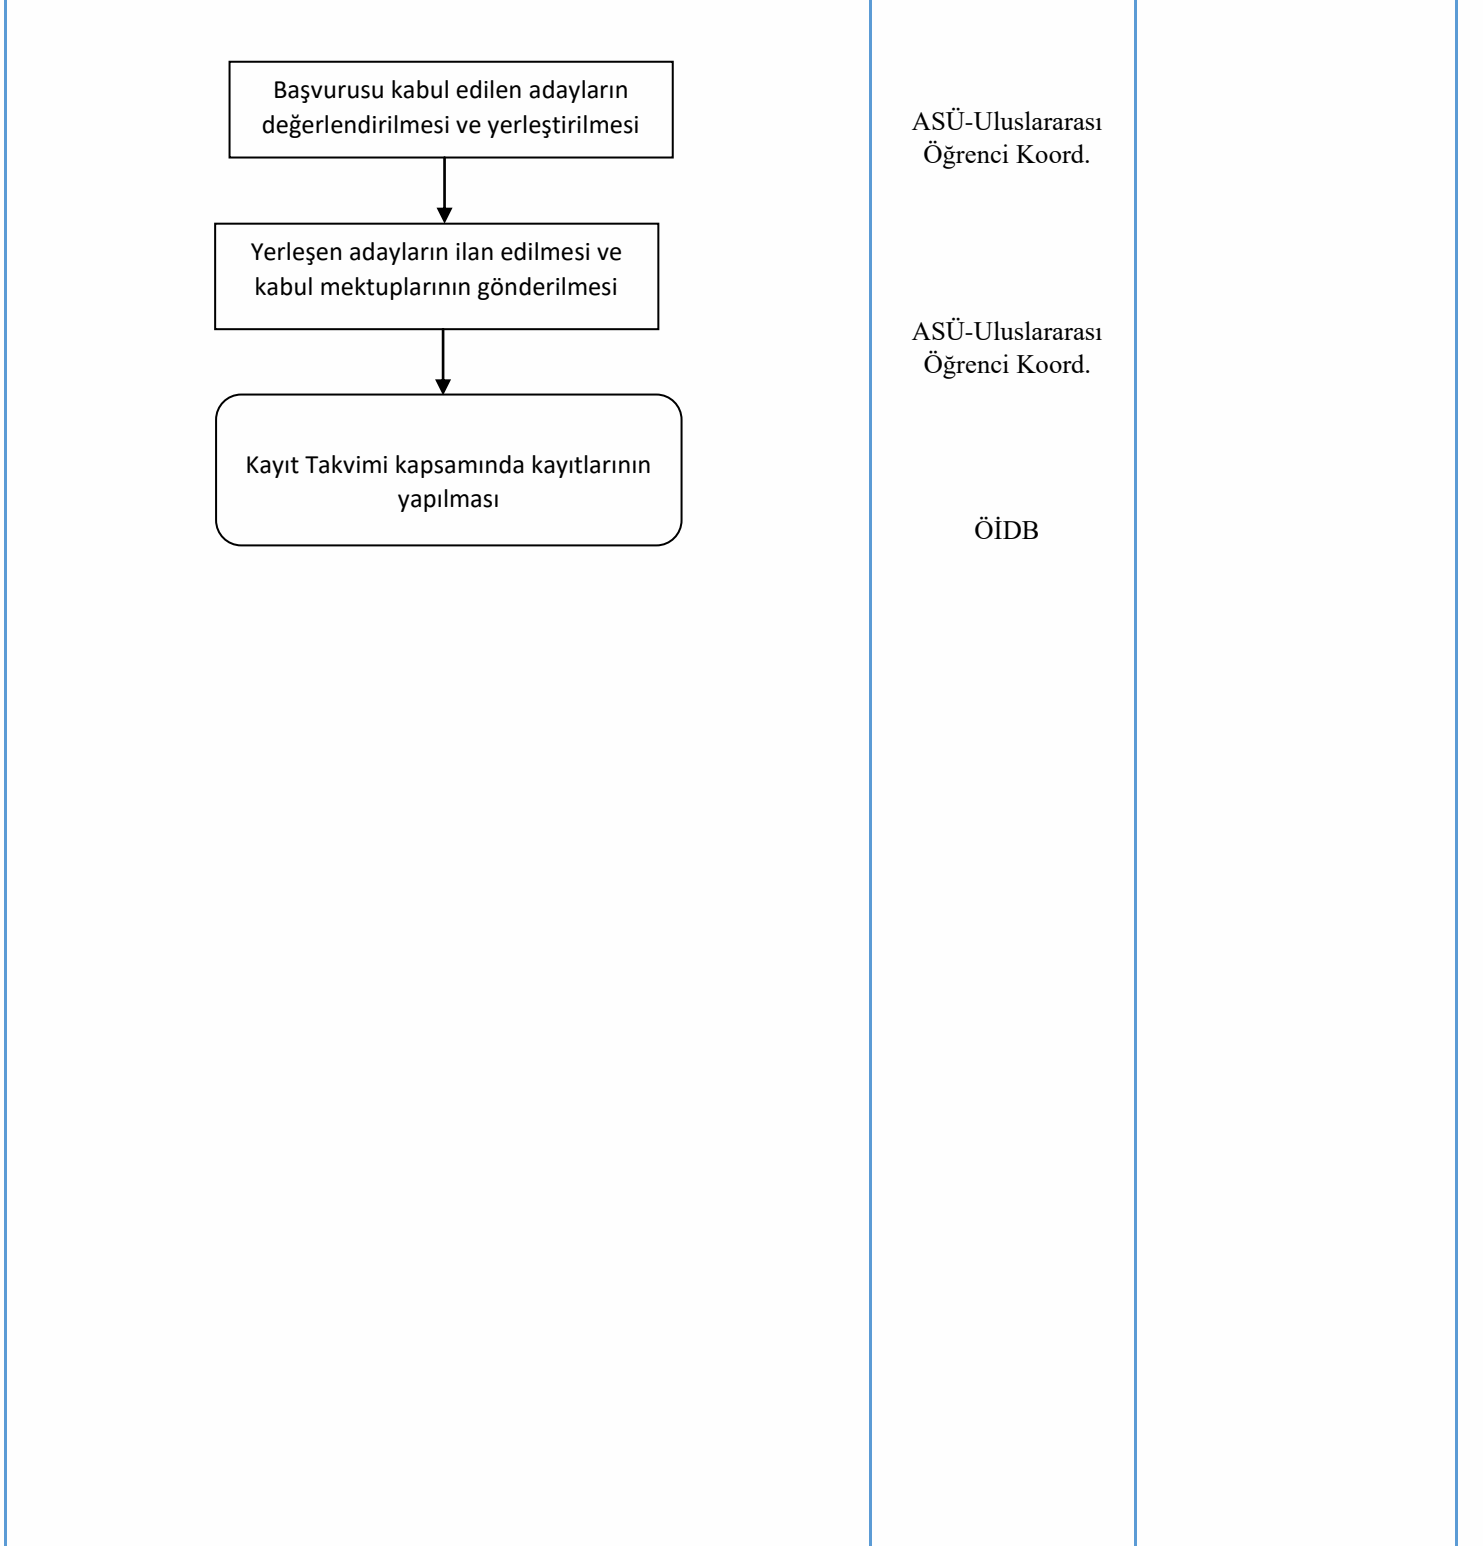 Başvurusu kabul edilen adayların
değerlendirilmesi ve yerleştirilmesi
ASÜ-Uluslararası
Öğrenci Koord.
Yerleşen adayların ilan edilmesi ve
kabul mektuplarının gönderilmesi
ASÜ-Uluslararası
Öğrenci Koord.
Kayıt Takvimi kapsamında kayıtlarının
yapılması
ÖİDB